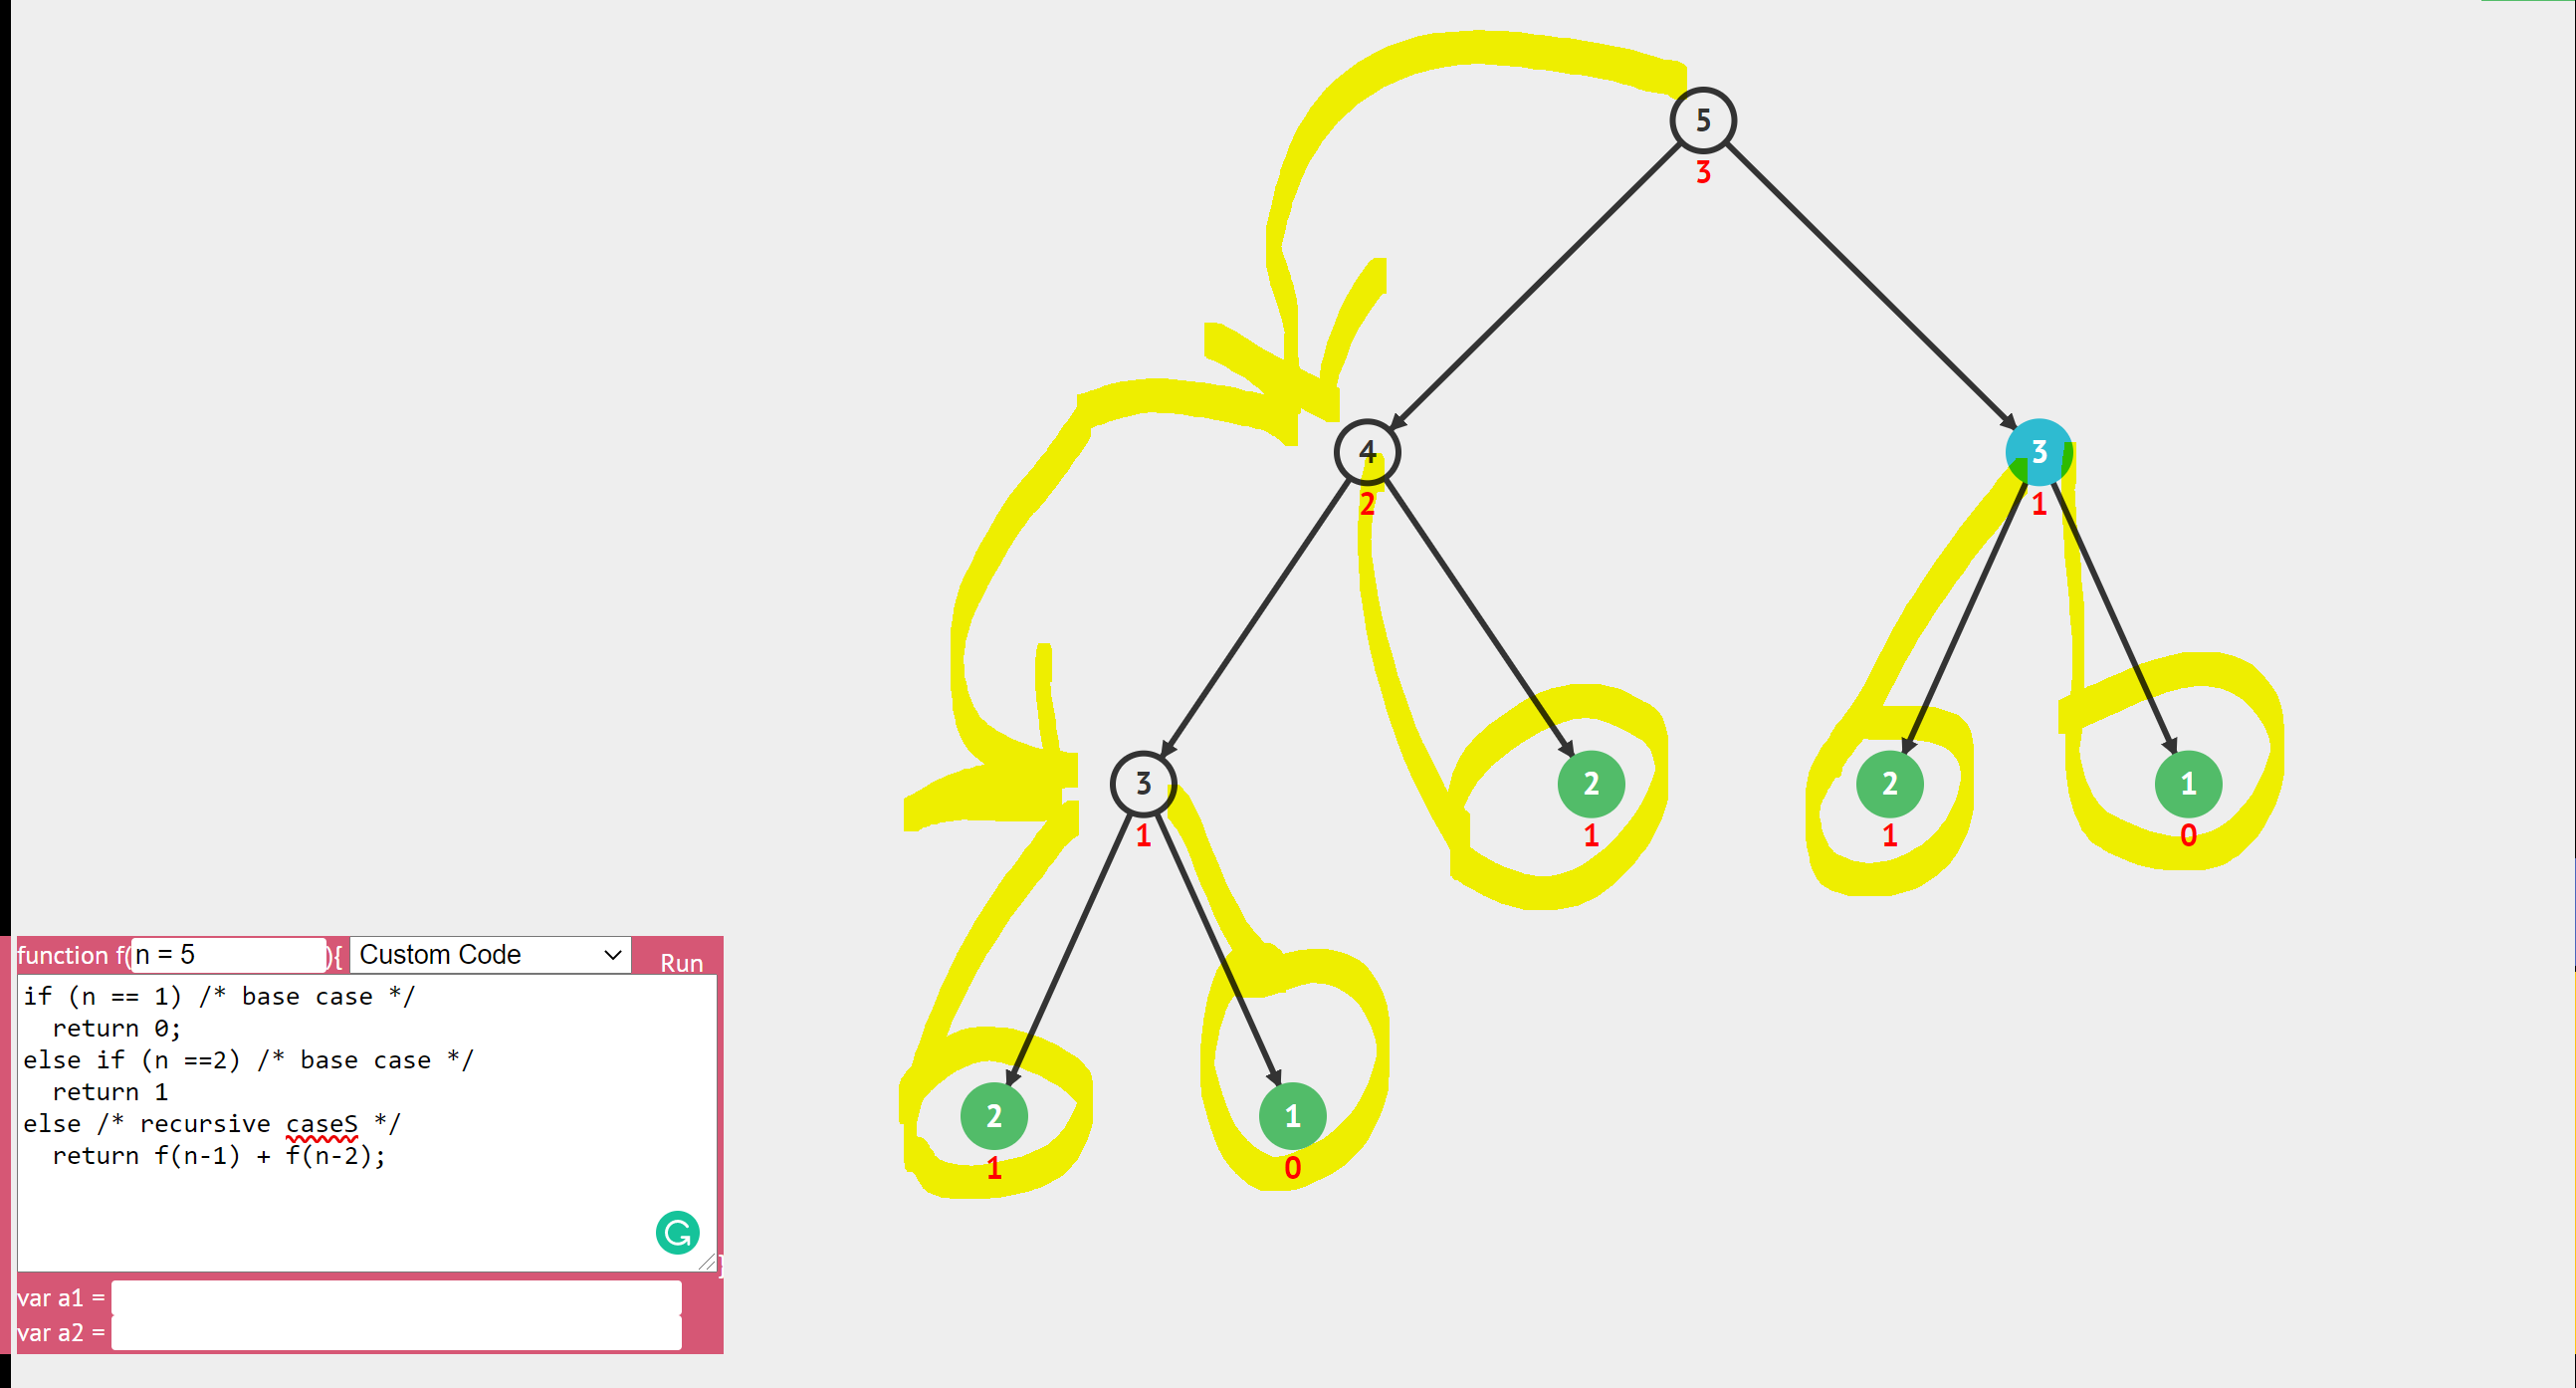 5
3
4
2
3
1
3
1
2
1
2
1
1
0
2
1
1
0
function f( n = 5 ){ Custom Code Run
if (n == 1) /* base case */
return 0;
else if (n ==2) /* base case */
return 1
else /* recursive caseS */
return f(n-1) + f(n-2);
}
var a1 =
var a2 =